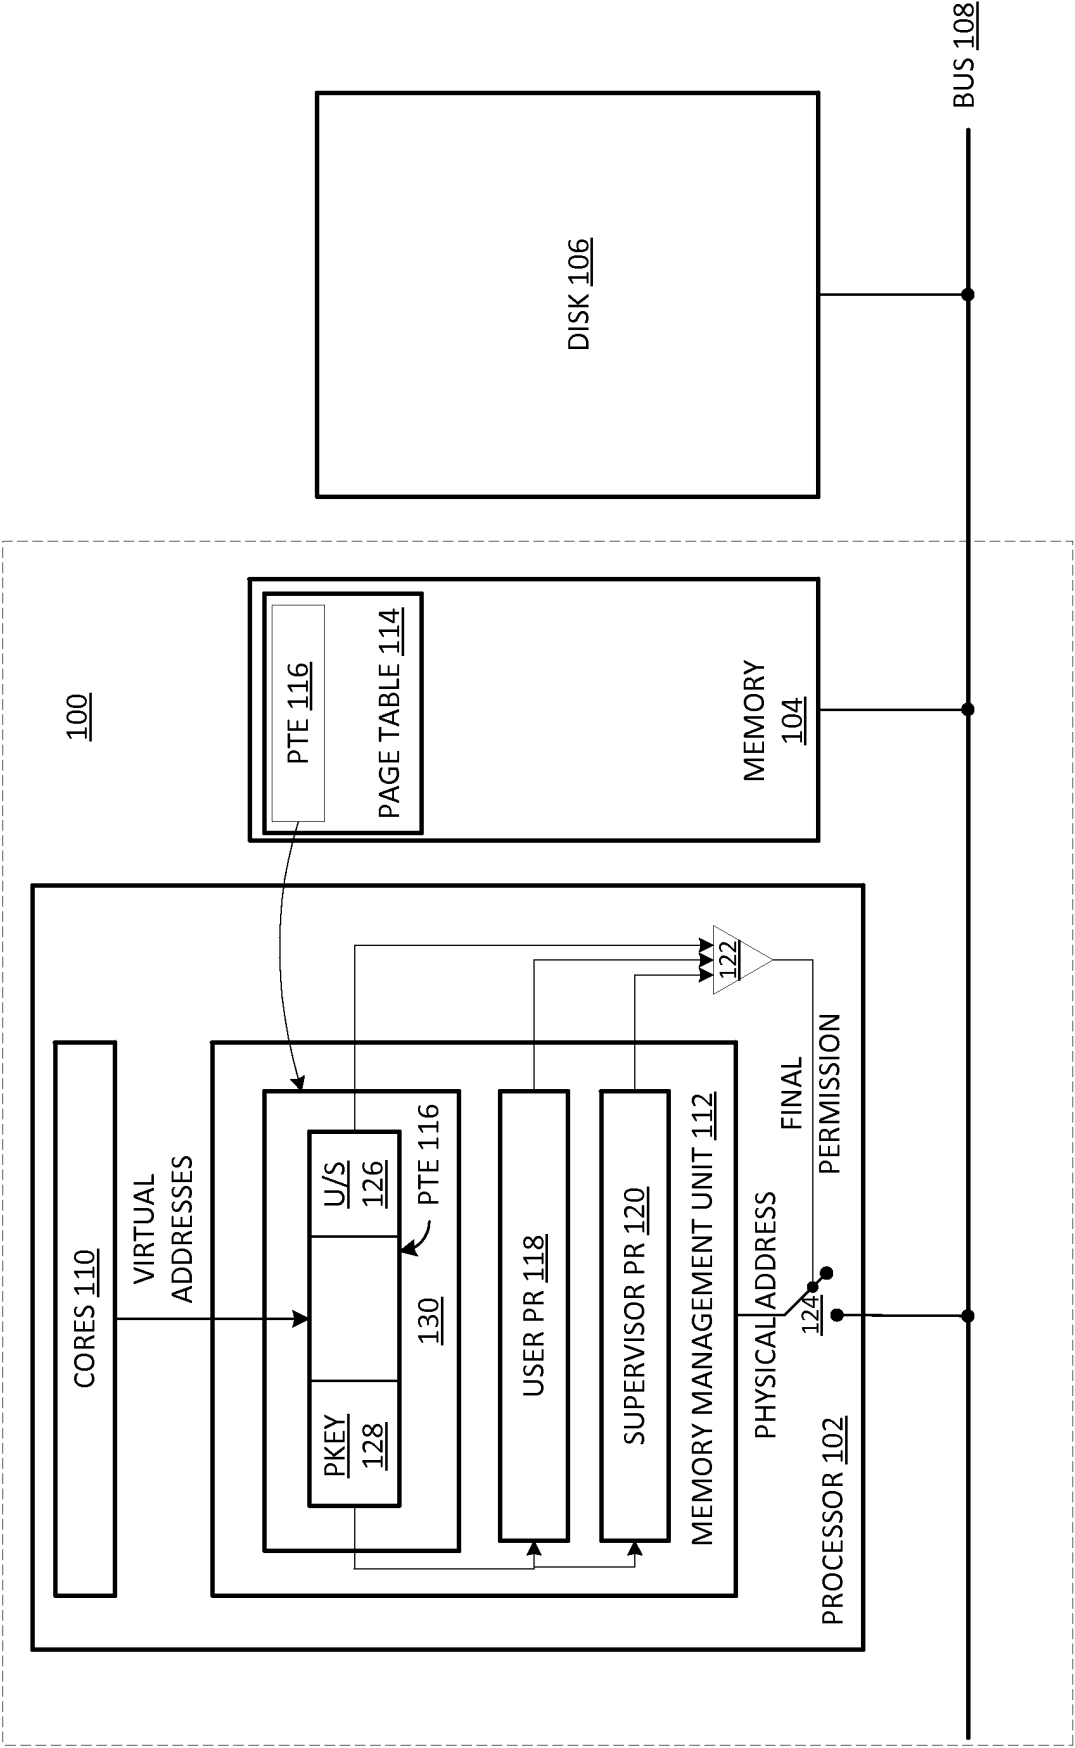 100
CORES 110
VIRTUAL
ADDRESSES
PKEY
128
U/S
126
130
PTE 116
USER PR 118
SUPERVISOR PR 120
MEMORY MANAGEMENT UNIT 112
122
PHYSICAL ADDRESS
FINAL
PERMISSION
124
PROCESSOR 102
PTE 116
PAGE TABLE 114
MEMORY
104
DISK 106
BUS 108